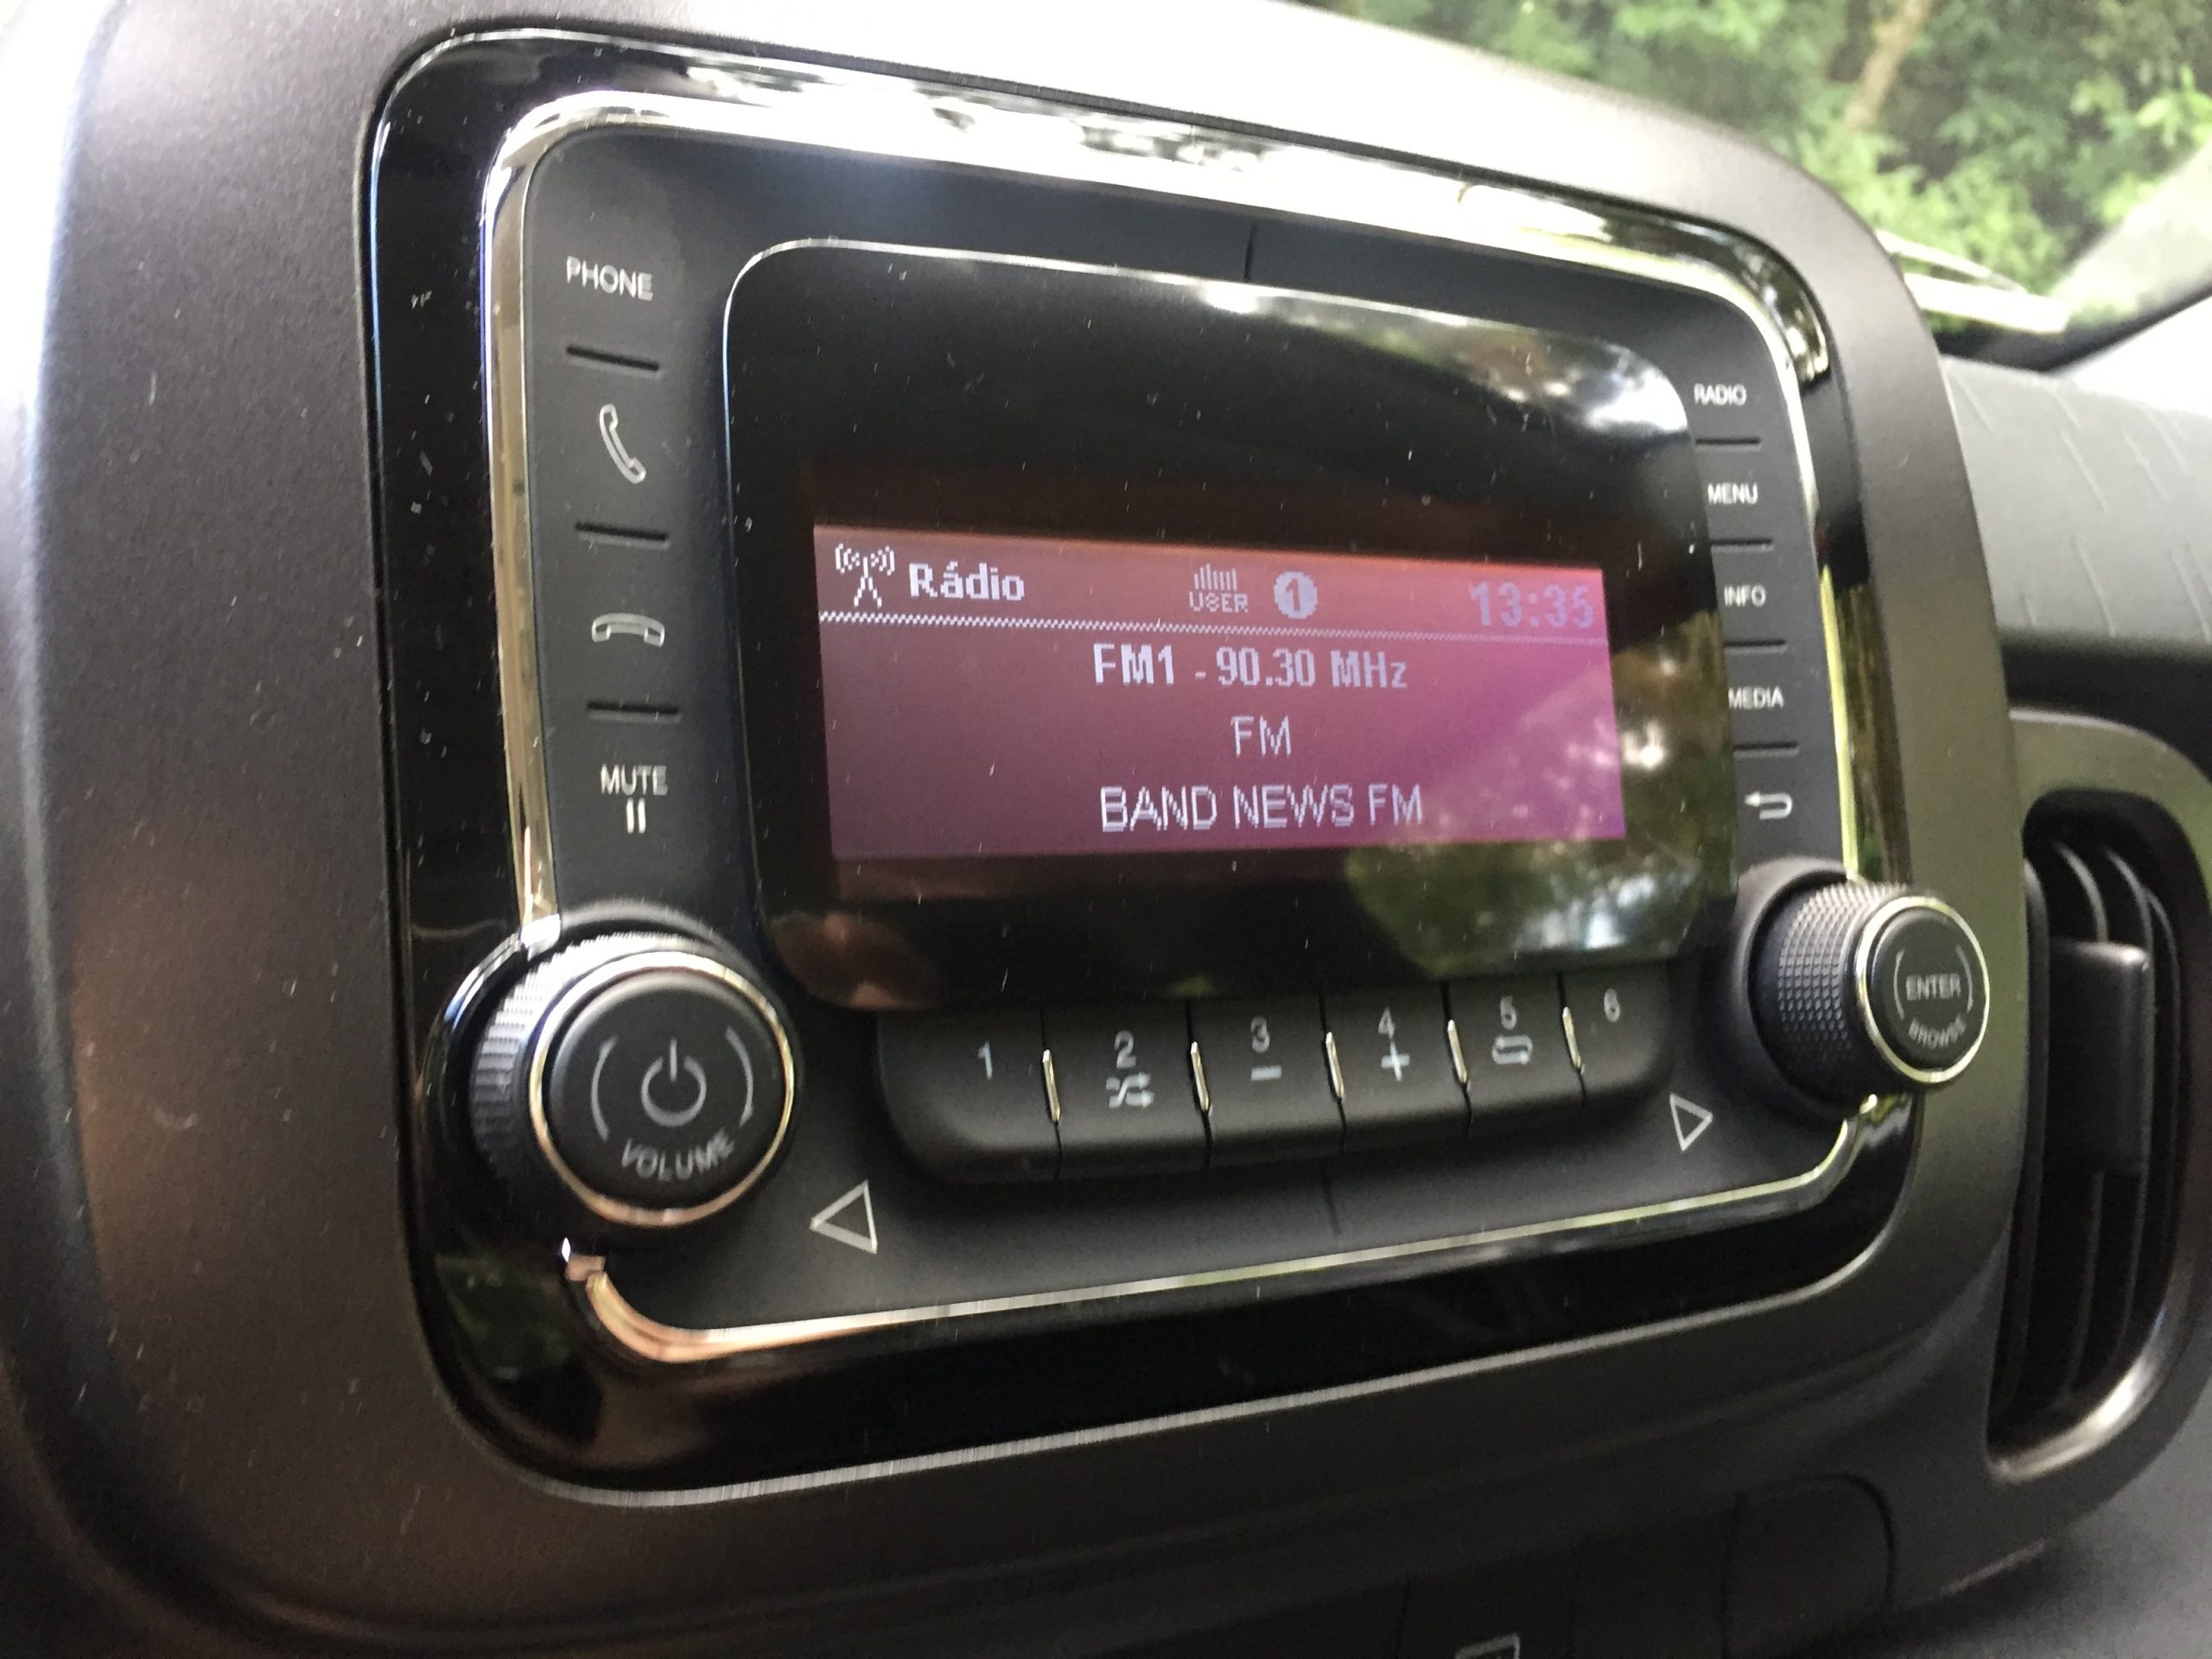 PHONE
MUTE
VOLUME
Rádio
USER
1
13:35
FM1 - 90.30 MHz
FM
BAND NEWS FM
1
2
3
4
5
6
RADIO
MENU
INFO
MEDIA
ENTER
BROWSE